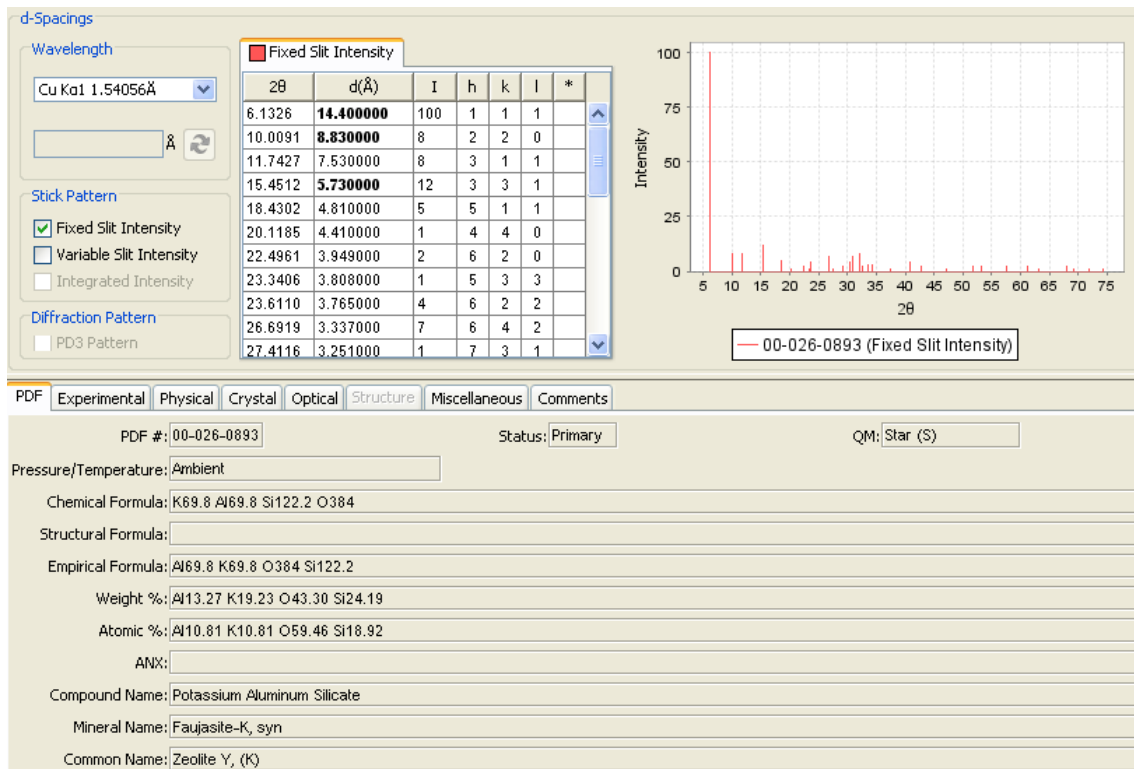 d-Spacings
Wavelength
Cu Kα1 1.54056Å
Å
Stick Pattern
Fixed Slit Intensity
Variable Slit Intensity
Integrated Intensity
Diffraction Pattern
PD3 Pattern
Fixed Slit Intensity
2θ d(Å) I h k l *
6.1326 14.400000 100 1 1 1
10.0091 8.830000 8 2 2 0
11.7427 7.530000 8 3 1 1
15.4512 5.730000 12 3 3 1
18.4302 4.810000 5 5 1 1
20.1185 4.410000 1 4 4 0
22.4961 3.949000 2 6 2 0
23.3406 3.808000 1 5 3 3
23.6110 3.765000 4 6 2 2
26.6919 3.337000 7 6 4 2
27.4116 3.251000 1 7 3 1
Intensity
100
75
50
25
0
5 10 15 20 25 30 35 40 45 50 55 60 65 70 75
2θ
00-026-0893 (Fixed Slit Intensity)
PDF Experimental Physical Crystal Optical Structure Miscellaneous Comments
PDF #: 00-026-0893 Status: Primary QM: Star (S)
Pressure/Temperature: Ambient
Chemical Formula: K69.8 Al69.8 Si122.2 O384
Structural Formula:
Empirical Formula: Al69.8 K69.8 O384 Si122.2
Weight %: Al13.27 K19.23 O43.30 Si24.19
Atomic %: Al10.81 K10.81 O59.46 Si18.92
ANX:
Compound Name: Potassium Aluminum Silicate
Mineral Name: Faujasite-K, syn
Common Name: Zeolite Y, (K)